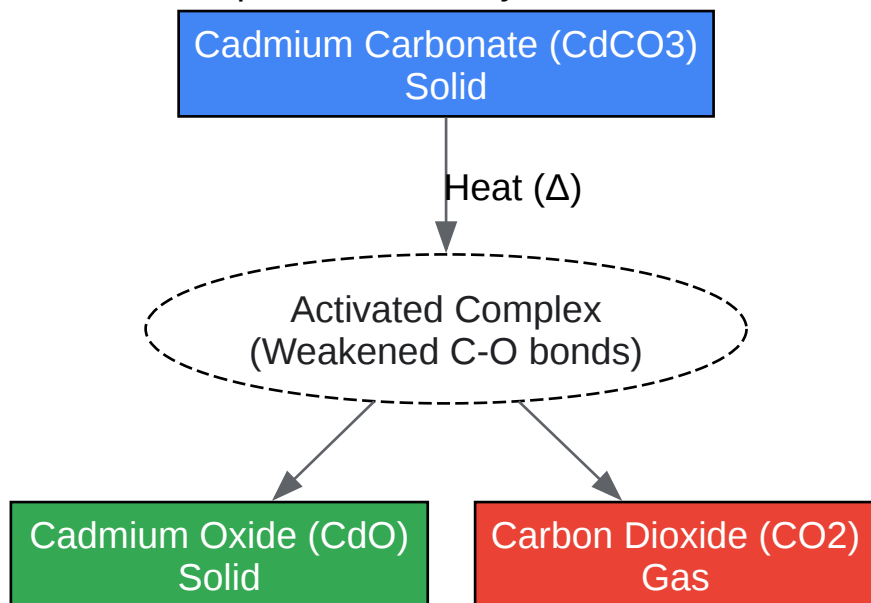 Cadmium Carbonate (CdCO3)
Solid
Heat (Δ)
Activated Complex
(Weakened C-O bonds)
Cadmium Oxide (CdO)
Solid
Carbon Dioxide (CO2)
Gas